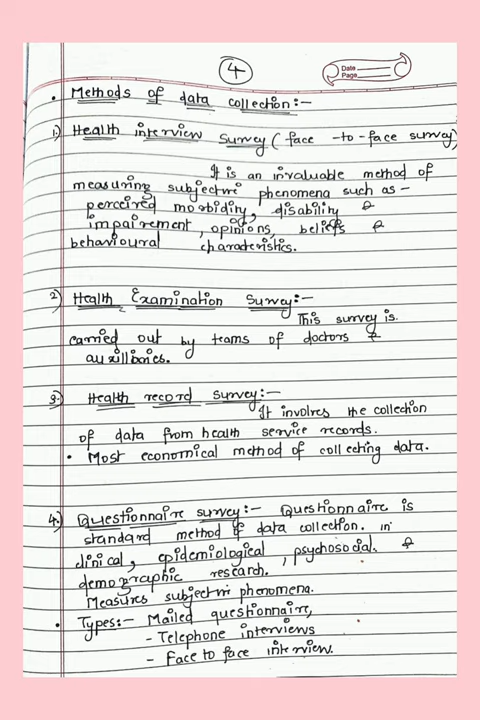 4
Date
Page
• Methods of data collection:-
1) Health interview Survey (face-to-face survey)
It is an invaluable method of
measuring subjective phenomena such as -
perceived morbidity, disability &
impairement, opinions, beliefs &
behavioural characteristics.
2) Health Examination Survey:-
This survey is
carried out by teams of doctors &
auxillibries.
3.) Health record survey:-
It involves the collection
of data from health service records.
• Most economical method of collecting data.
4.) Questionnaire survey:- Questionnaire is
standard method of data collection. in
clinical, epidemiological, psychosocial &
demographic research.
Measures subjective phenomena.
• Types:- Mailed questionnaire,
- Telephone interviews
- Face to face interview.